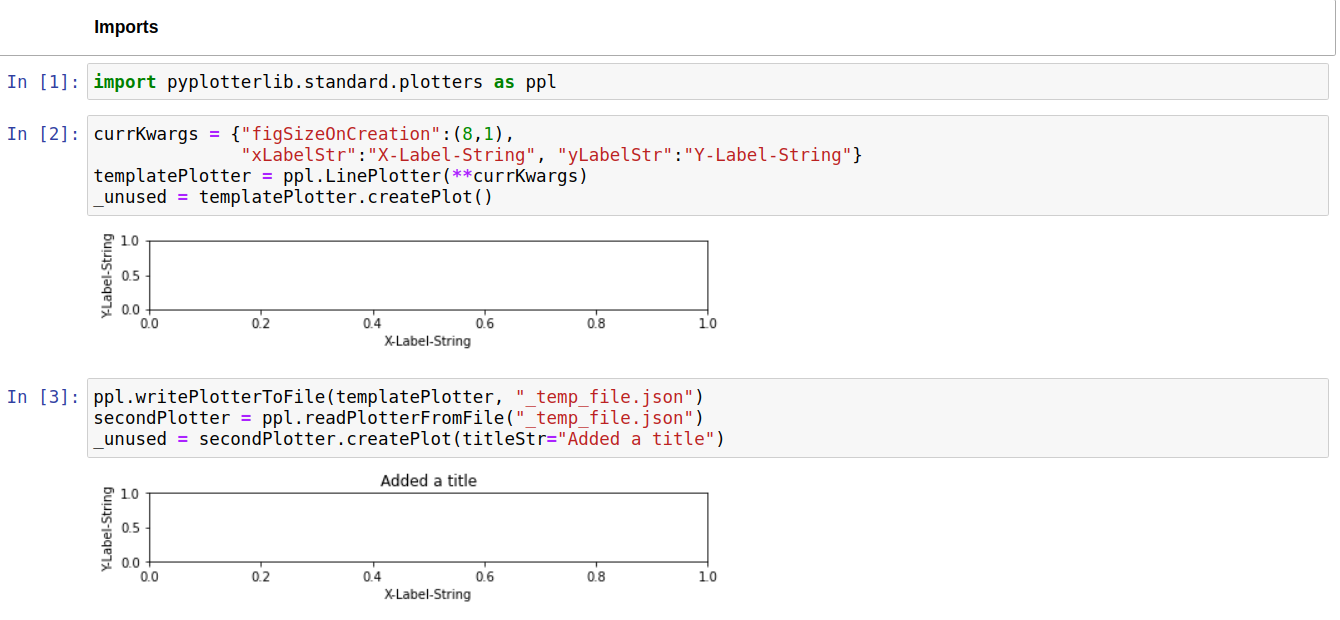 Imports
In [1]: import pyplotterlib.standard.plotters as ppl
In [2]: currKwargs = {"figSizeOnCreation":(8,1),
"xLabelStr":"X-Label-String", "yLabelStr":"Y-Label-String"}
templatePlotter = ppl.LinePlotter(**currKwargs)
_unused = templatePlotter.createPlot()
Y-Label-String
1.0
0.5
0.0
0.0 0.2 0.4 0.6 0.8 1.0
X-Label-String
In [3]: ppl.writePlotterToFile(templatePlotter, "_temp_file.json")
secondPlotter = ppl.readPlotterFromFile("_temp_file.json")
_unused = secondPlotter.createPlot(titleStr="Added a title")
Added a title
Y-Label-String
1.0
0.5
0.0
0.0 0.2 0.4 0.6 0.8 1.0
X-Label-String